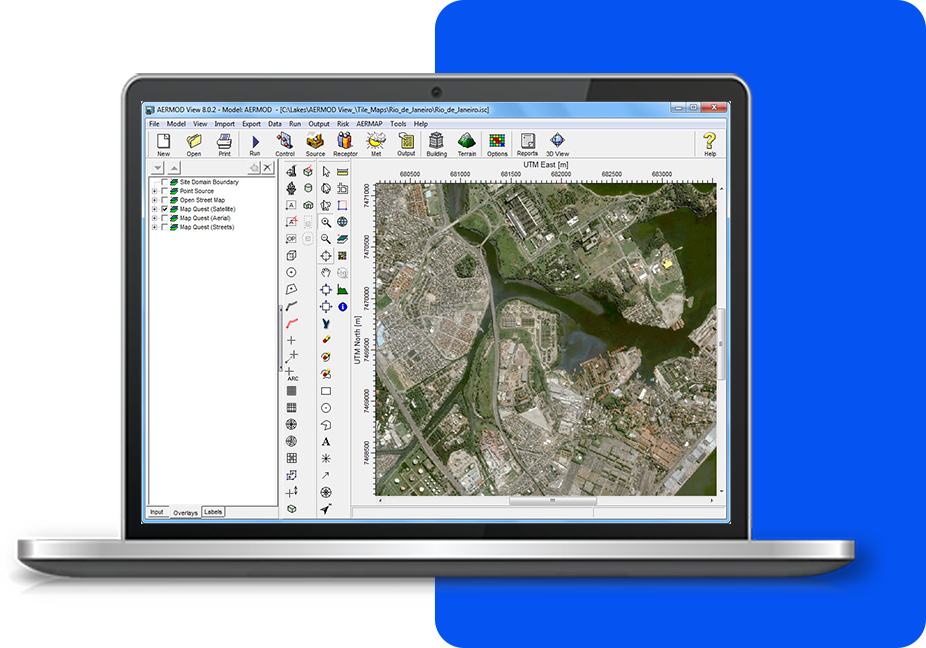 AERMOD View 8.0.2 - Model: AERMOD - [C:\Lakes\AERMOD View_\Tile_Maps\Rio_de_Janeiro\Rio_de_Janeiro.isc]
File Model View Import Export Data Run Output Risk AERMAP Tools Help
New Open Print Run Control Source Receptor Met Output Building Terrain Options Reports 3D View Help
UTM East [m]
680500 681000 681500 682000 682500 683000
Site Domain Boundary
Point Source
Open Street Map
Map Quest (Satellite)
Map Quest (Aerial)
Map Quest (Streets)
A
OP
ARC
A
UTM North [m]
7470500
7470000
7469500
7469000
7468500
Input Overlays Labels